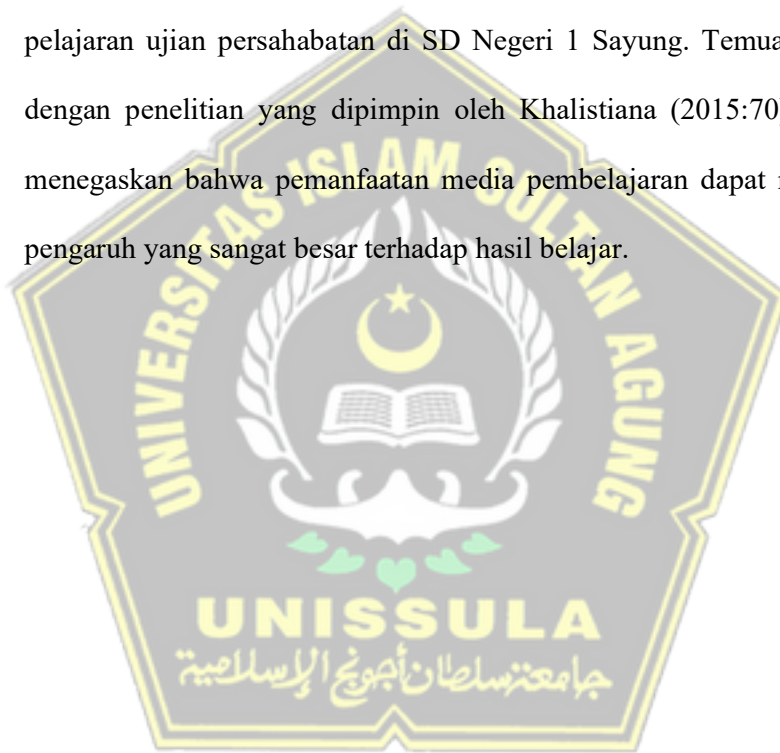 pelajaran ujian persahabatan di SD Negeri 1 Sayung. Temua
dengan penelitian yang dipimpin oleh Khalistiana (2015:70)
menegaskan bahwa pemanfaatan media pembelajaran dapat
pengaruh yang sangat besar terhadap hasil belajar.
UNIVERSITAS ISLAM SULTAN AGUNG
UNISSULA
جامعة سلطان أجونج الإسلامية